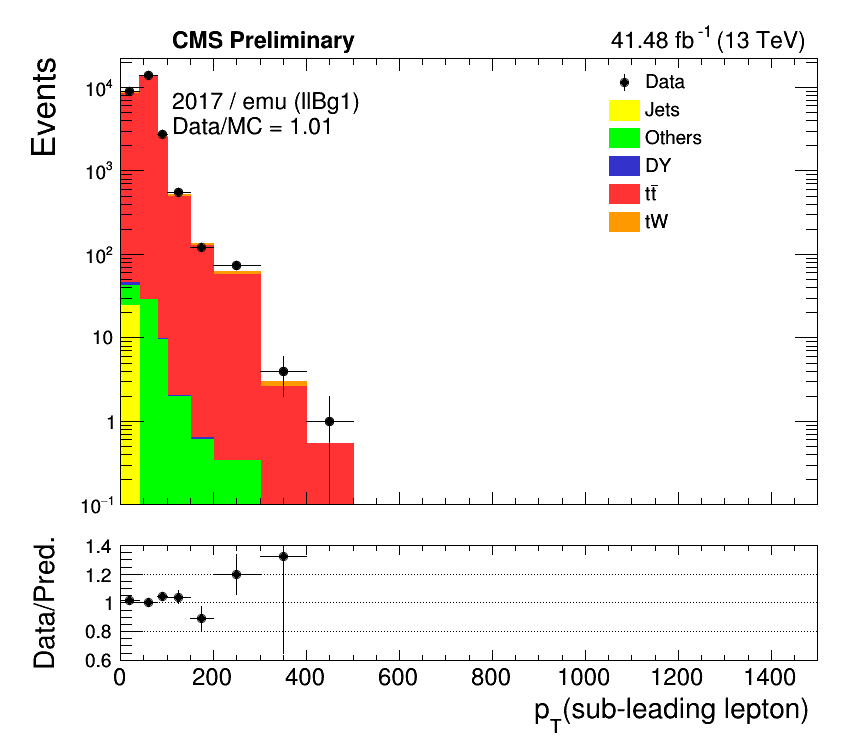 CMS Preliminary
41.48 fb⁻¹ (13 TeV)
Events
10⁴
10³
10²
10
1
10⁻¹
2017 / emu (llBg1)
Data/MC = 1.01
Data
Jets
Others
DY
tt̄
tW
Data/Pred.
1.4
1.2
1
0.8
0.6
0 200 400 600 800 1000 1200 1400
p_T(sub-leading lepton)